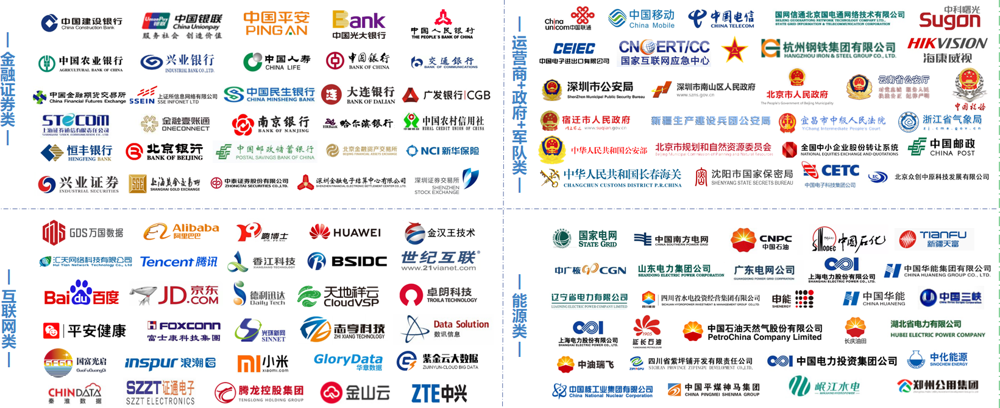 金融证券类
中国建设银行
China Construction Bank
UnionPay
银联
中国银联
China Unionpay
服务社会 创造价值
中国平安
PING AN
Bank
中国光大银行
中国人民银行
THE PEOPLE'S BANK OF CHINA
中国农业银行
AGRICULTURAL BANK OF CHINA
兴业银行
INDUSTRIAL BANK CO.,LTD.
中国人寿
CHINA LIFE
中国银行
BANK OF CHINA
交通银行
BANK OF COMMUNICATIONS
中国金融期货交易所
China Financial Futures Exchange
SSEIN
上证所信息网络有限公司
SSE INFONET LTD
中国民生银行
CHINA MINSHENG BANK
大连银行
BANK OF DALIAN
广发银行|CGB
STOCOM
上海证券通信有限责任公司
SHANGHAI STOCK COMMUNICATION CO.,LTD
金融壹账通
ONECONNECT
南京银行
BANK OF NANJING
HRBank
哈尔滨银行
中国农村信用社
RURAL CREDIT UNION OF CHINA
恒丰银行
HENGFENG BANK
北京银行
BANK OF BEIJING
中国邮政储蓄银行
POSTAL SAVINGS BANK OF CHINA
北京金融资产交易所
BEIJING FINANCIAL ASSETS EXCHANGE
NCI 新华保险
兴业证券
INDUSTRIAL SECURITIES
SGE
上海黄金交易所
SHANGHAI GOLD EXCHANGE
中泰证券股份有限公司
ZHONGTAI SECURITIES CO.,LTD.
深圳金融电子结算中心有限公司
SHENZHEN FINANCIAL ELECTRONIC SETTLEMENT CENTER CO.,LTD.
深圳证券交易所
SHENZHEN
STOCK EXCHANGE
运营商+政府+军队类
China
unicom中国联通
中国移动
China Mobile
中国电信
CHINA TELECOM
国网信通北京国电通网络技术有限公司
BEIJING GUODIANTONG NETWORK TECHNOLOGY COMPANY LTD.,
STATE GRID INFORMATION & TELECOMMUNICATION CORPORATION
中科曙光
Sugon
CEIEC
中国电子进出口有限公司
CNCERT/CC
国家互联网应急中心
八一
杭州钢铁集团有限公司
HANGZHOU IRON & STEEL GROUP CO., LTD.
HIKVISION
海康威视
深圳市公安局
ShenZhen Municipal Public Security Bureau
深圳市南山区人民政府
www.szns.gov.cn
北京市人民政府
The People's Government of Beijing Municipality
云南省公安厅
对党忠诚 服务人民
执法公正 纪律严明
中国税务
宿迁市人民政府
www.suqian.gov.cn
新疆生产建设兵团公安局
宜昌市中级人民法院
YiChang Intermediate People's Court
浙江省气象局
zj.cma.gov.cn
中华人民共和国公安部
北京市规划和自然资源委员会
Beijing Municipal Commission of Planning and Natural Resources
全国中小企业股份转让系统
NATIONAL EQUITIES EXCHANGE AND QUOTATIONS
中国邮政
CHINA POST
中华人民共和国长春海关
CHANGCHUN CUSTOMS DISTRICT P.R.CHINA
沈阳市国家保密局
SHENYANG STATE SECRETS BUREAU
CETC
中国电子科技集团公司
ZC
北京众创中原科技发展有限公司
互联网类
GDS万国数据
Alibaba
阿里巴巴
鹏博士
DR. PENG
HUAWEI
金汉王技术
汇天网络科技有限公司
Hui Tian Network Technology Co.,Ltd
Tencent 腾讯
香江科技
XIANGJIANG TECHNOLOGY
BSIDC
世纪互联
www.21vianet.com
Bai du 百度
JD.京东
.COM
德利迅达
Daily Tech
天地祥云
CloudVSP
卓朗科技
TROILA TECHNOLOGY
平安健康
FOXCONN
富士康科技集团
光环新网
SINNET
志享科技
ZHI XIANG TECHNOLOGY
Data Solution
数讯信息
GFGQ
国富光启
GuoFuGuangQi
inspur 浪潮
mi
小米
xiaomi.com
GloryData
华章数据
紫金云大数据
ZIJINYUN-CLOUD BIG DATA
CHINDATA
秦淮数据
SZZT 证通电子
SZZT ELECTRONICS
腾龙控股集团
TENGLONG HOLDING GROUP
金山云
ZTE中兴
能源类
国家电网
STATE GRID
中国南方电网
CHINA SOUTHERN POWER GRID
CNPC
中国石油
SINOPEC
中国石化
TIANFU
新疆天富
中广核 CGN
山东电力集团公司
SHANDONG ELECTRIC POWER CORPORATION
广东电网公司
GUANGDONG POWER GRID CORPORATION
上海电力股份有限公司
SHANGHAI ELECTRIC POWER CO., LTD.
中国华能集团有限公司
CHINA HUANENG GROUP CO., LTD.
辽宁省电力有限公司
LIAONING ELECTRIC POWER COMPANY LIMITED
四川省水电投资经营集团有限公司
SICHUAN HYDROPOWER INVESTMENT & MANAGEMENT GROUP CO.,LTD.
申能
SHENERGY
中国华能
CHINA HUANENG
中国三峡
上海电力股份有限公司
SHANGHAI ELECTRIC POWER CO., LTD.
1905
延长石油
YANCHANG PETROLEUM
中国石油天然气股份有限公司
PetroChina Company Limited
长庆油田
湖北省电力有限公司
HUBEI ELECTRIC POWER COMPANY
中油瑞飞
ZIPINGPU
四川省紫坪铺开发有限责任公司
SICHUAN PROVINCE ZIPINGPU DEVELOPMENT CO.,LTD.
中国电力投资集团公司
中化能源
SINOCHEM ENERGY
中国核工业集团有限公司
China National Nuclear Corporation
中国平煤神马集团
CHINA PINGMEI SHENMA GROUP
岷江水电
MINJIANG HYDROPOWER
郑州公用集团